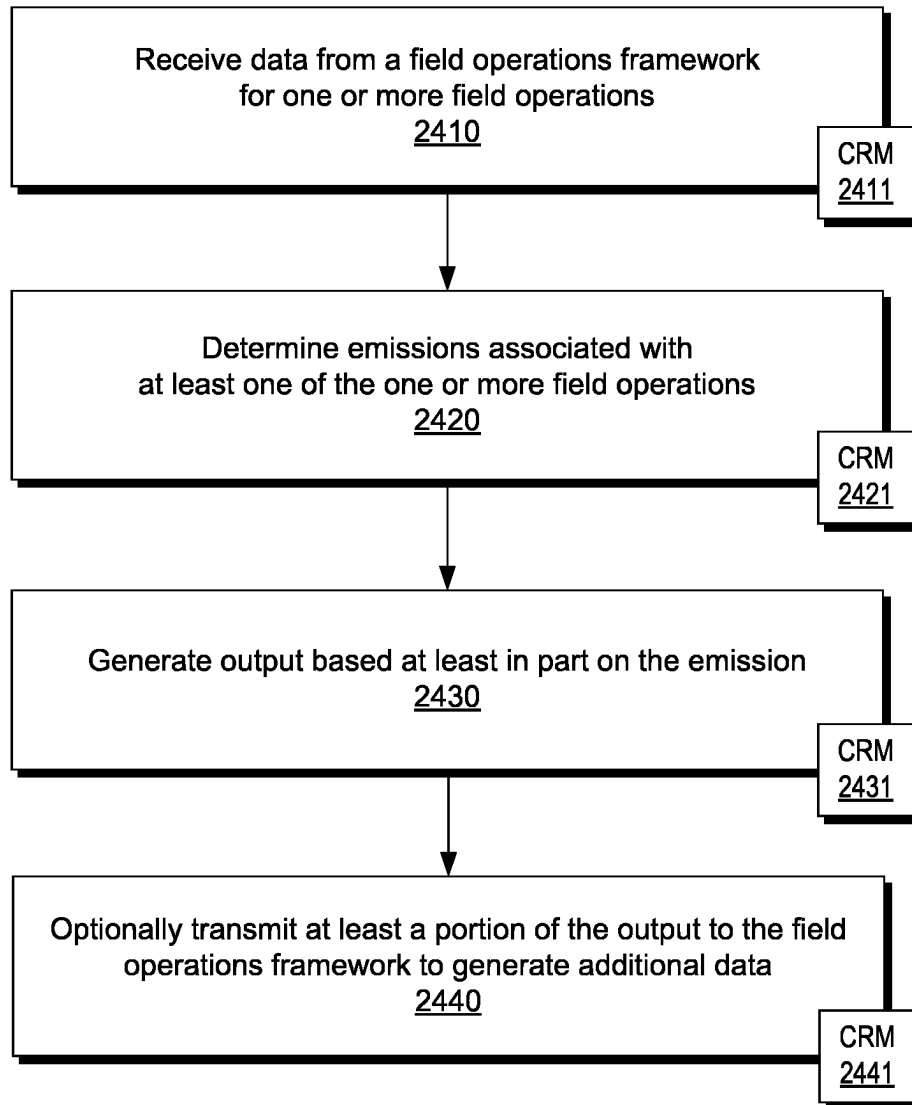 Receive data from a field operations framework
for one or more field operations
2410
CRM
2411
Determine emissions associated with
at least one of the one or more field operations
2420
CRM
2421
Generate output based at least in part on the emission
2430
CRM
2431
Optionally transmit at least a portion of the output to the field
operations framework to generate additional data
2440
CRM
2441